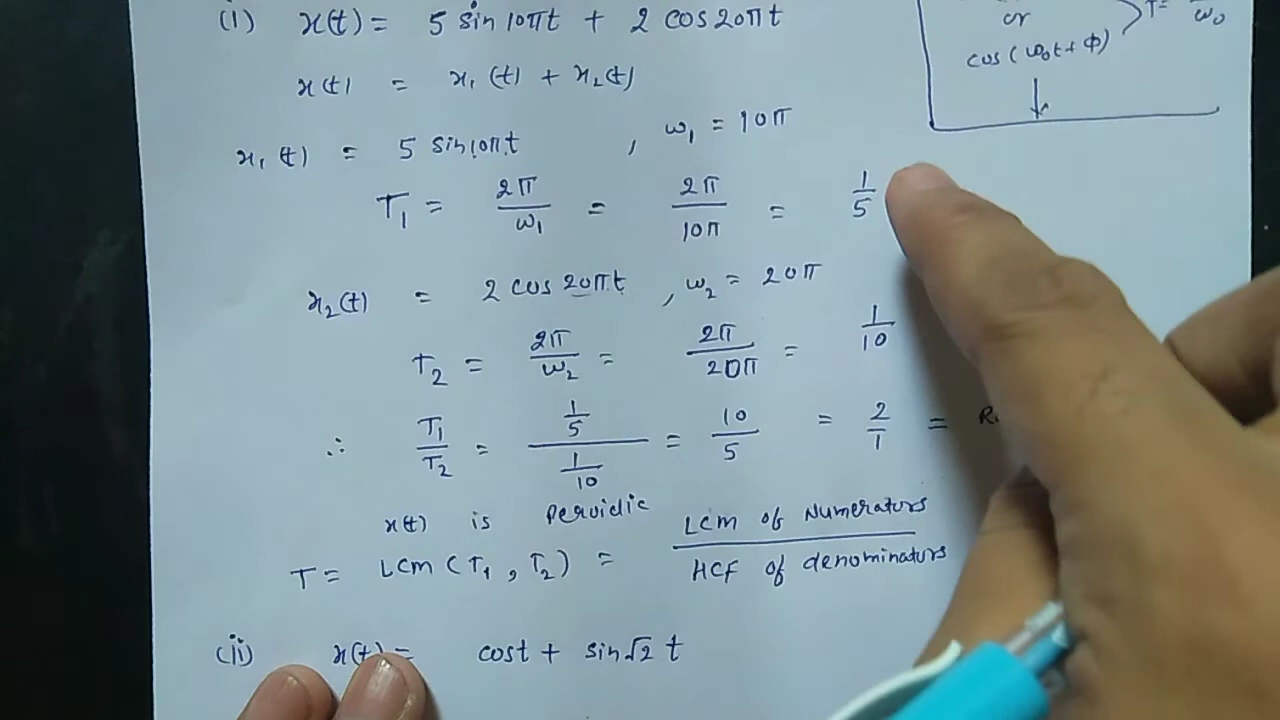 (i) x(t) = 5 sin 10πt + 2 cos 20πt
or
cos(ω₀t + Φ)
T = ω₀
x(t) = x₁(t) + x₂(t)
x₁(t) = 5 sin 10πt , ω₁ = 10π
T₁ = 2π/ω₁ = 2π/10π = 1/5
x₂(t) = 2 cos 20πt , ω₂ = 20π
T₂ = 2π/ω₂ = 2π/20π = 1/10
∴ T₁/T₂ = (1/5)/(1/10) = 10/5 = 2/1 =
x(t) is Pervidic
T = LCM (T₁, T₂) = LCM of Numerators / HCF of denominators
(ii) x(t) = cost + sin√2 t